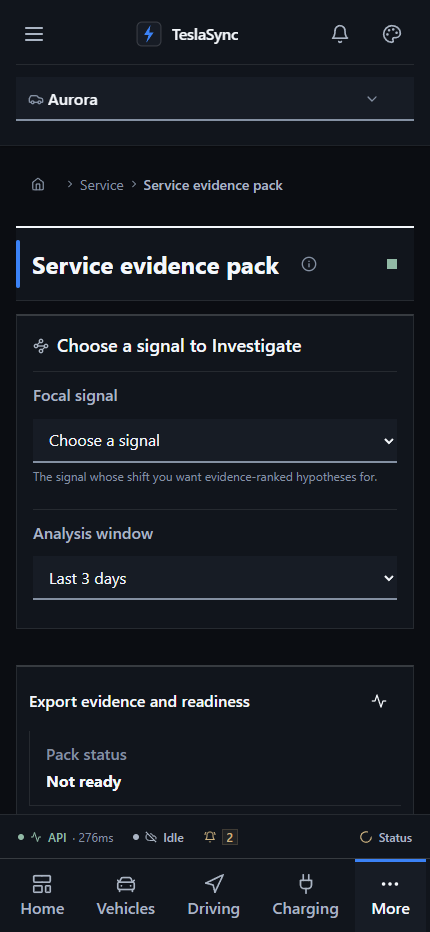 TeslaSync
Aurora
Service
Service evidence pack
Service evidence pack
Choose a signal to Investigate
Focal signal
Choose a signal
The signal whose shift you want evidence-ranked hypotheses for.
Analysis window
Last 3 days
Export evidence and readiness
Pack status
Not ready
API · 276ms
Idle
2
Status
Home
Vehicles
Driving
Charging
More